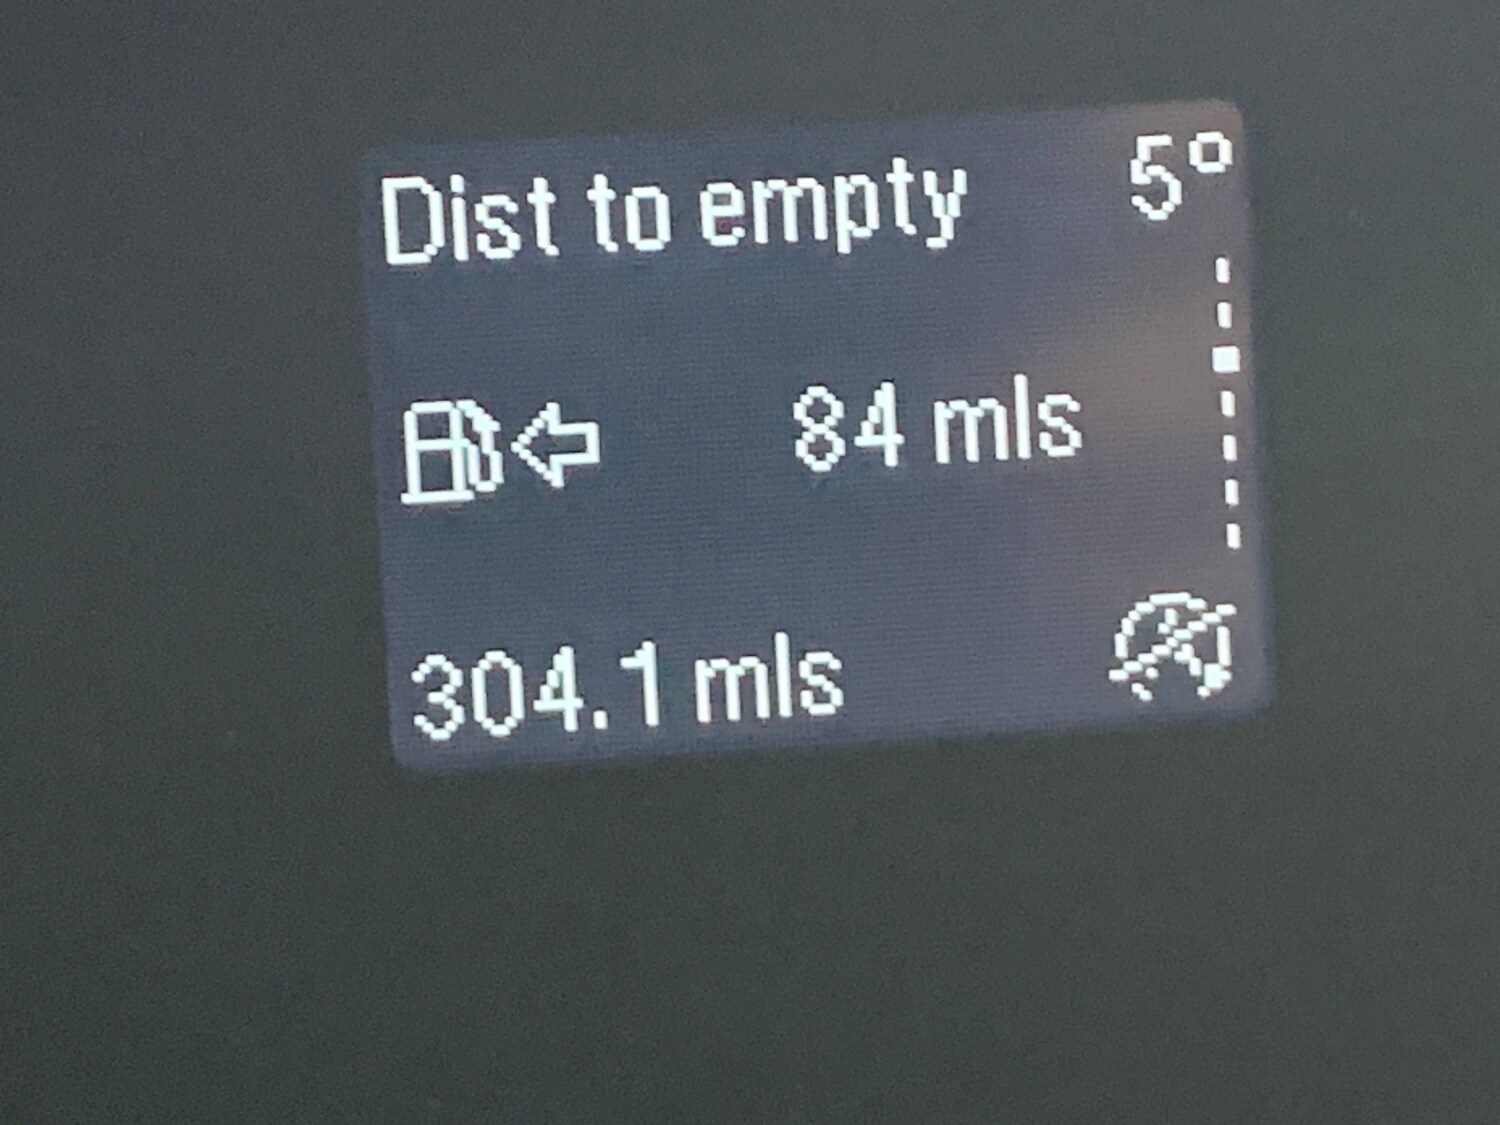 Dist to empty 5°
84 mls
304.1 mls